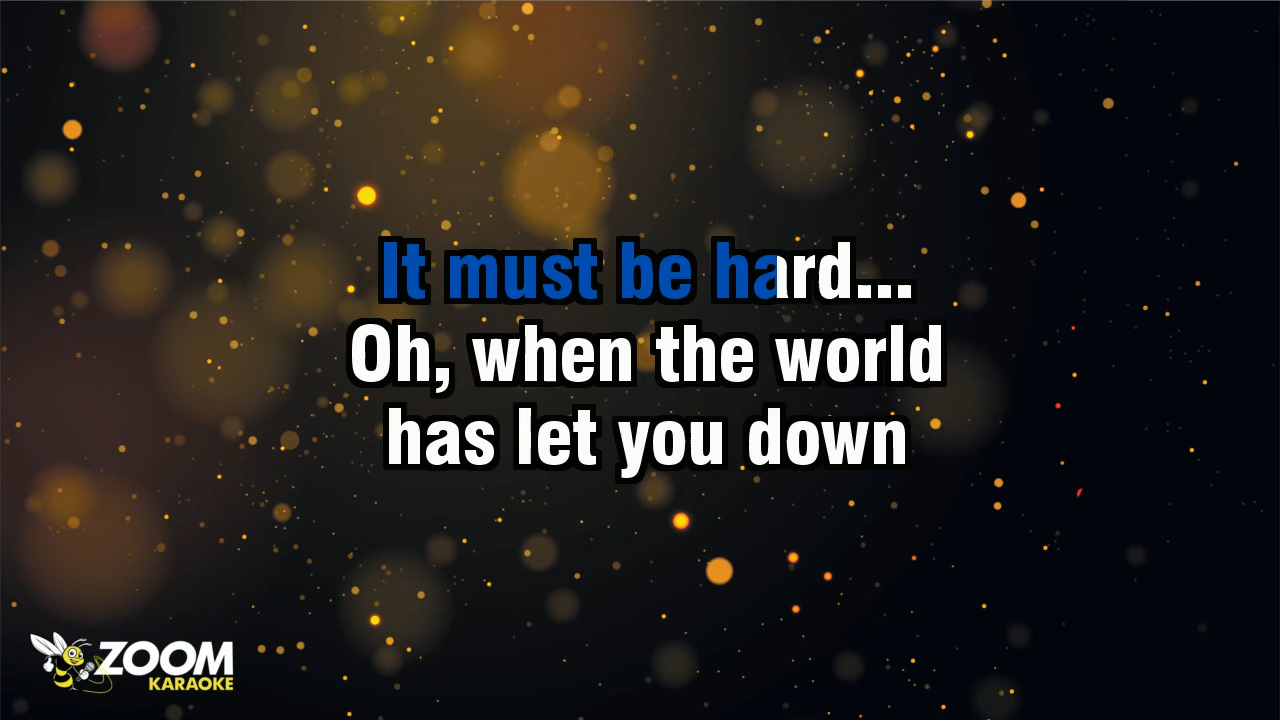 It must be hard...
Oh, when the world
has let you down
ZOOM
KARAOKE